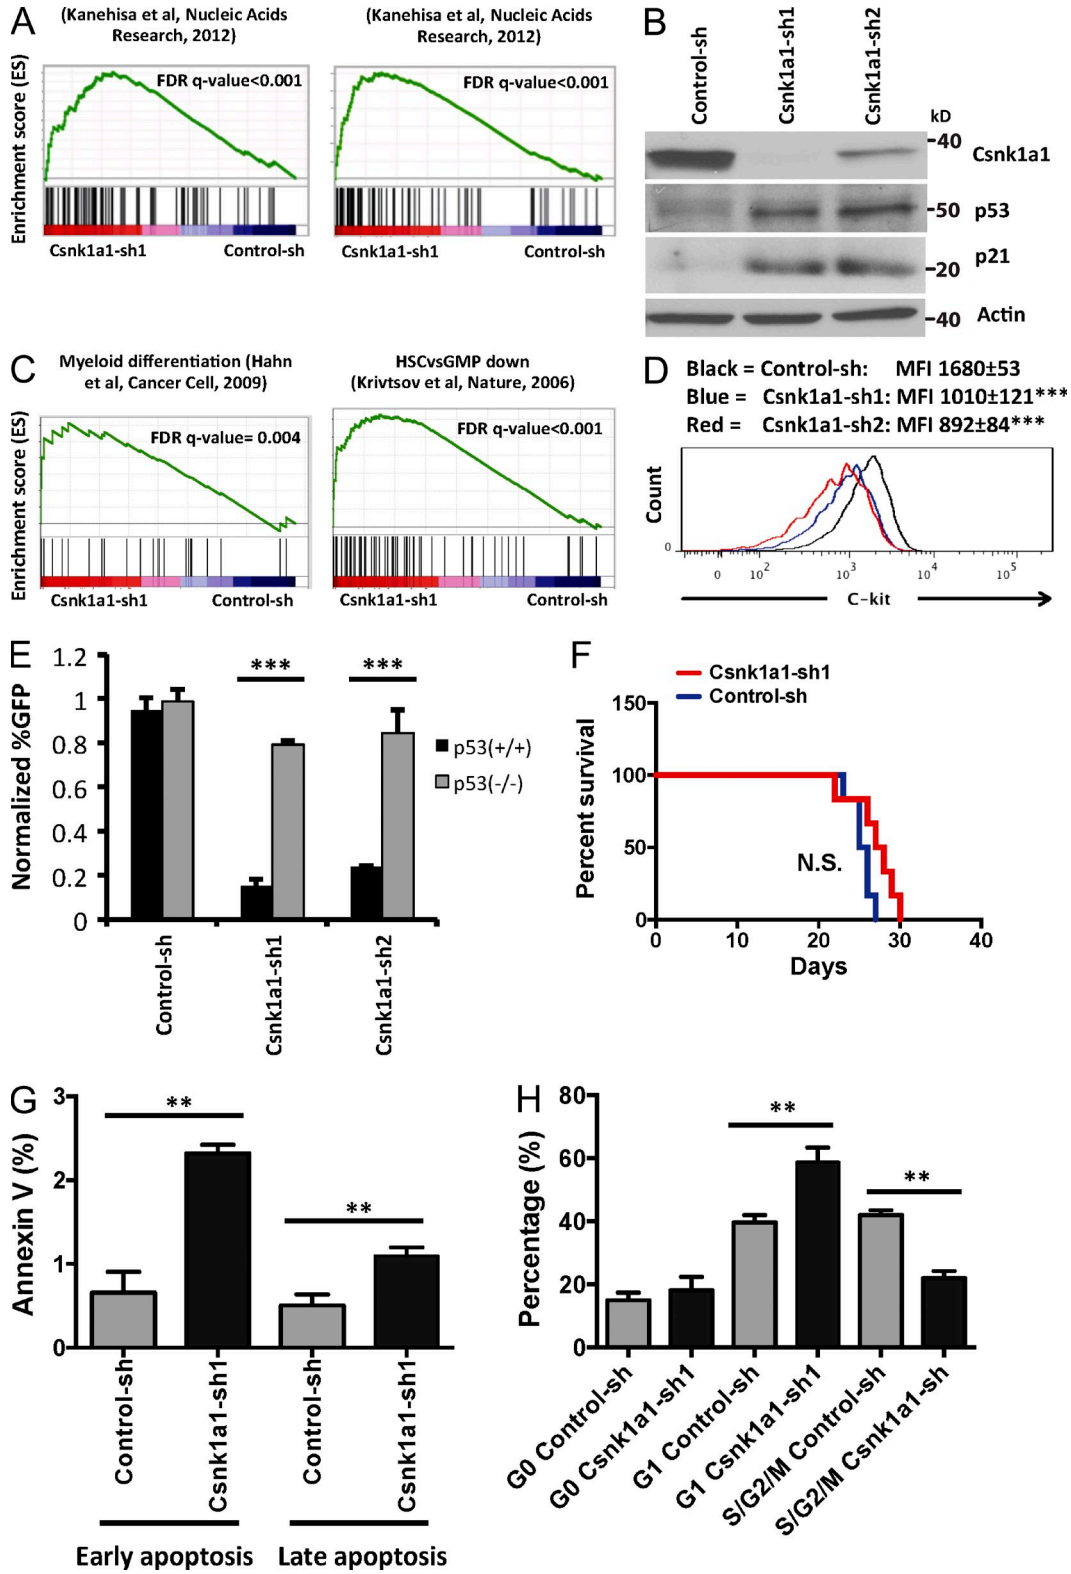 A
(Kanehisa et al, Nucleic Acids
Research, 2012)
(Kanehisa et al, Nucleic Acids
Research, 2012)
Enrichment score (ES)
FDR q-value<0.001
FDR q-value<0.001
Csnk1a1-sh1
Control-sh
Csnk1a1-sh1
Control-sh
B
Control-sh
Csnk1a1-sh1
Csnk1a1-sh2
kD
-40
Csnk1a1
-50
p53
-20
p21
-40
Actin
C
Myeloid differentiation (Hahn
et al, Cancer Cell, 2009)
HSCvsGMP down
(Krivtsov et al, Nature, 2006)
Enrichment score (ES)
FDR q-value= 0.004
FDR q-value<0.001
Csnk1a1-sh1
Control-sh
Csnk1a1-sh1
Control-sh
D
Black = Control-sh: MFI 1680±53
Blue = Csnk1a1-sh1: MFI 1010±121***
Red = Csnk1a1-sh2: MFI 892±84***
Count
0
0 10² 10³ 10⁴ 10⁵
C-kit
E
Normalized %GFP
1.2
1
0.8
0.6
0.4
0.2
0
***
***
p53(+/+)
p53(-/-)
Control-sh
Csnk1a1-sh1
Csnk1a1-sh2
F
Csnk1a1-sh1
Control-sh
Percent survival
150
100
50
0
N.S.
0 10 20 30 40
Days
G
Annexin V (%)
3
2
1
0
**
**
Control-sh
Csnk1a1-sh1
Control-sh
Csnk1a1-sh1
Early apoptosis
Late apoptosis
H
Percentage (%)
80
60
40
20
0
**
**
G0 Control-sh
G0 Csnk1a1-sh1
G1 Control-sh
G1 Csnk1a1-sh1
S/G2/M Control-sh
S/G2/M Csnk1a1-sh